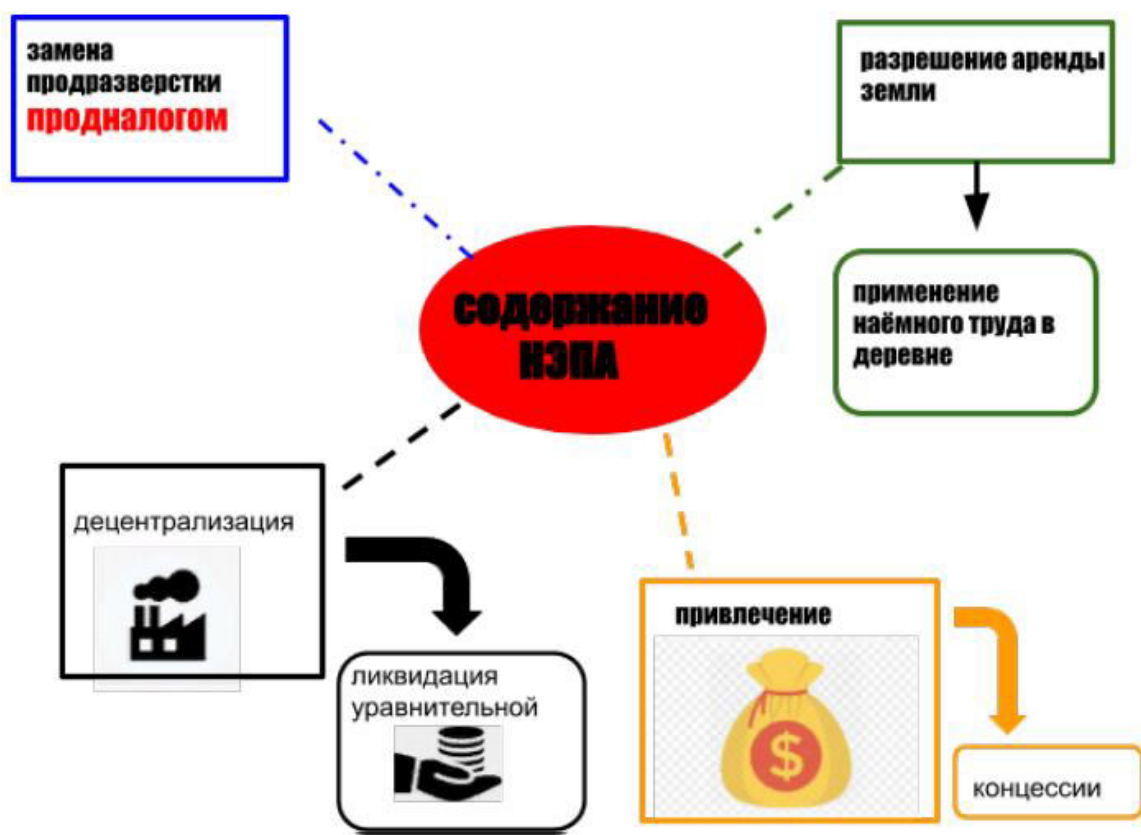 замена
продразверстки
продналогом
разрешение аренды
земли
содержание
НЭПА
применение
наёмного труда в
деревне
децентрализация
ликвидация
уравнительной
привлечение
$
концессии